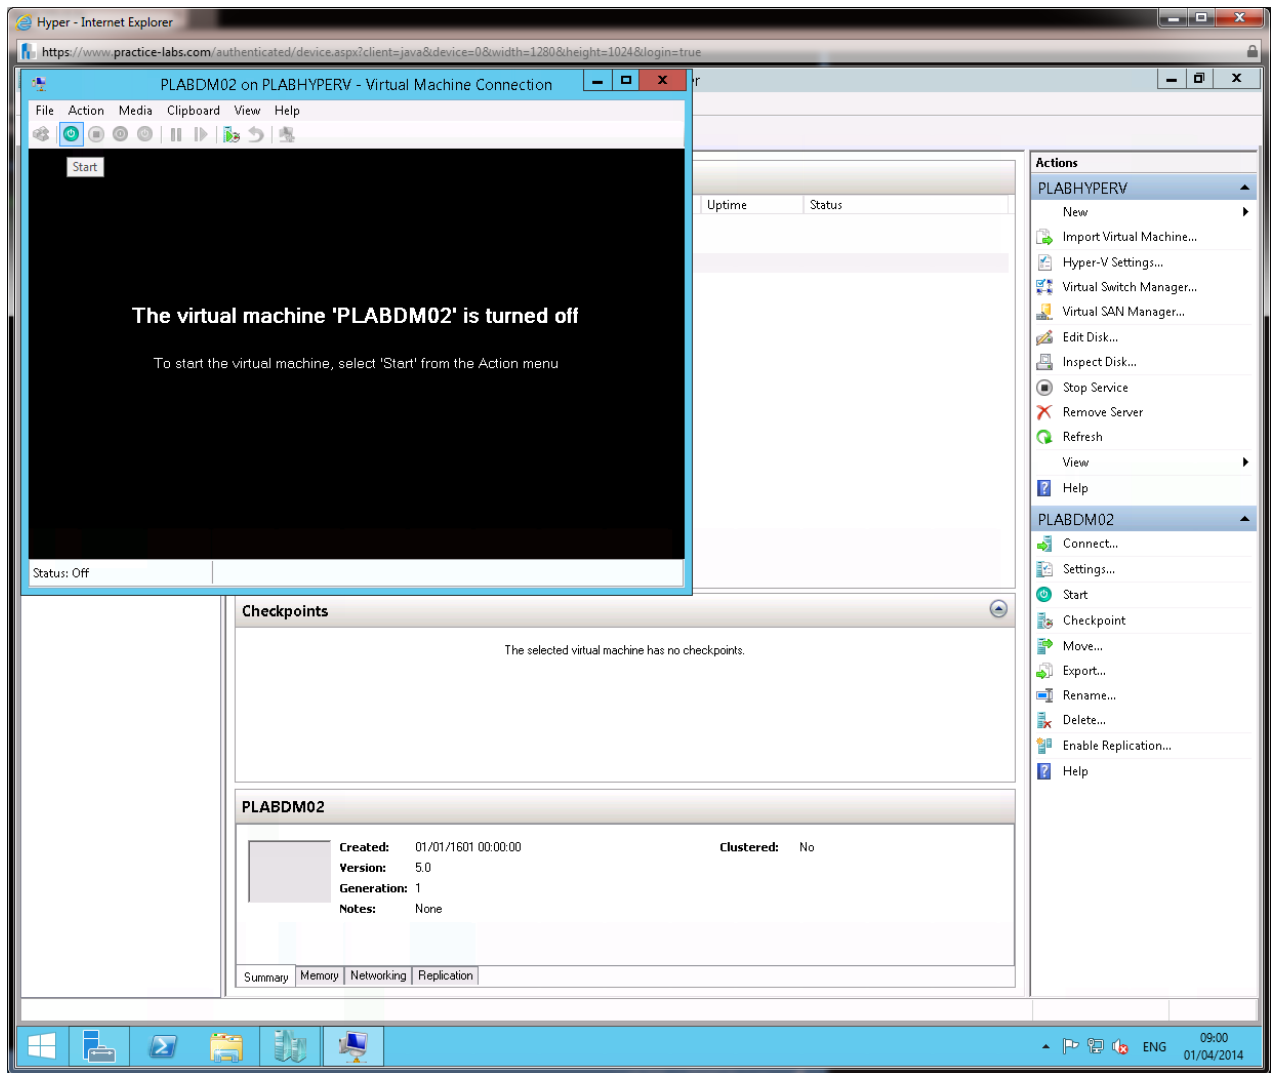 Hyper - Internet Explorer
https://www.practice-labs.com/authenticated/device.aspx?client=java&device=0&width=1280&height=1024&login=true
PLABDM02 on PLABHYPERV - Virtual Machine Connection
File Action Media Clipboard View Help
Start
The virtual machine 'PLABDM02' is turned off
To start the virtual machine, select 'Start' from the Action menu
Status: Off
Uptime Status
Checkpoints
The selected virtual machine has no checkpoints.
PLABDM02
Created: 01/01/1601 00:00:00 Clustered: No
Version: 5.0
Generation: 1
Notes: None
Summary Memory Networking Replication
Actions
PLABHYPERV
New
Import Virtual Machine...
Hyper-V Settings...
Virtual Switch Manager...
Virtual SAN Manager...
Edit Disk...
Inspect Disk...
Stop Service
Remove Server
Refresh
View
Help
PLABDM02
Connect...
Settings...
Start
Checkpoint
Move...
Export...
Rename...
Delete...
Enable Replication...
Help
ENG
09:00
01/04/2014